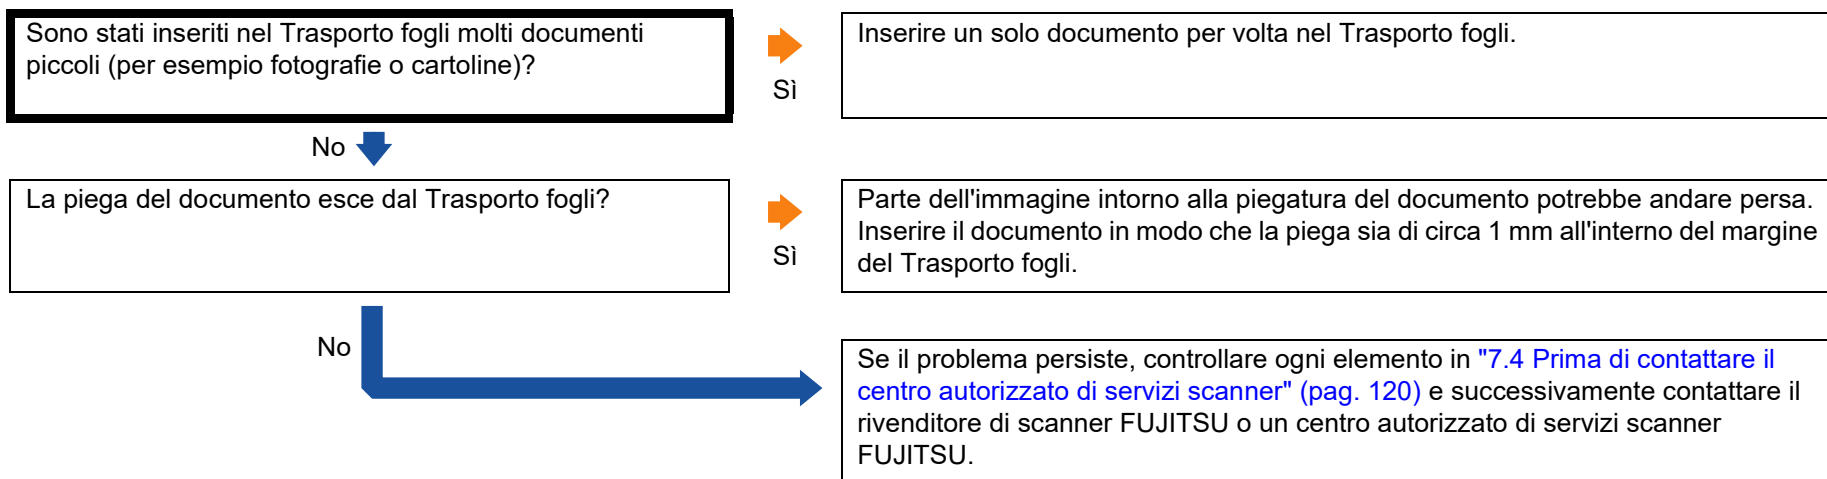 Sono stati inseriti nel Trasporto fogli molti documenti
piccoli (per esempio fotografie o cartoline)?
Sì
Inserire un solo documento per volta nel Trasporto fogli.
No
La piega del documento esce dal Trasporto fogli?
Sì
Parte dell'immagine intorno alla piegatura del documento potrebbe andare persa.
Inserire il documento in modo che la piega sia di circa 1 mm all'interno del margine
del Trasporto fogli.
No
Se il problema persiste, controllare ogni elemento in "7.4 Prima di contattare il
centro autorizzato di servizi scanner" (pag. 120) e successivamente contattare il
rivenditore di scanner FUJITSU o un centro autorizzato di servizi scanner
FUJITSU.